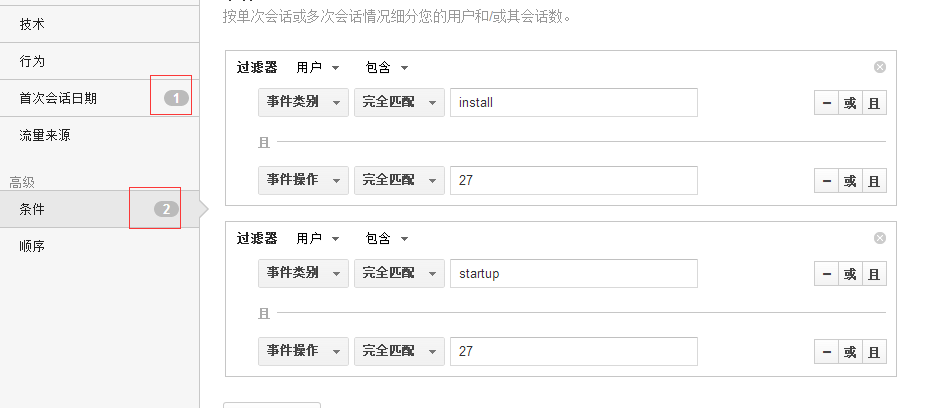 技术
行为
首次会话日期 1
流量来源
高级
条件 2
顺序
按单次会话或多次会话情况细分您的用户和/或其会话数。
过滤器 用户 包含
事件类别 完全匹配 install － 或 且
且
事件操作 完全匹配 27 － 或 且
过滤器 用户 包含
事件类别 完全匹配 startup － 或 且
且
事件操作 完全匹配 27 － 或 且